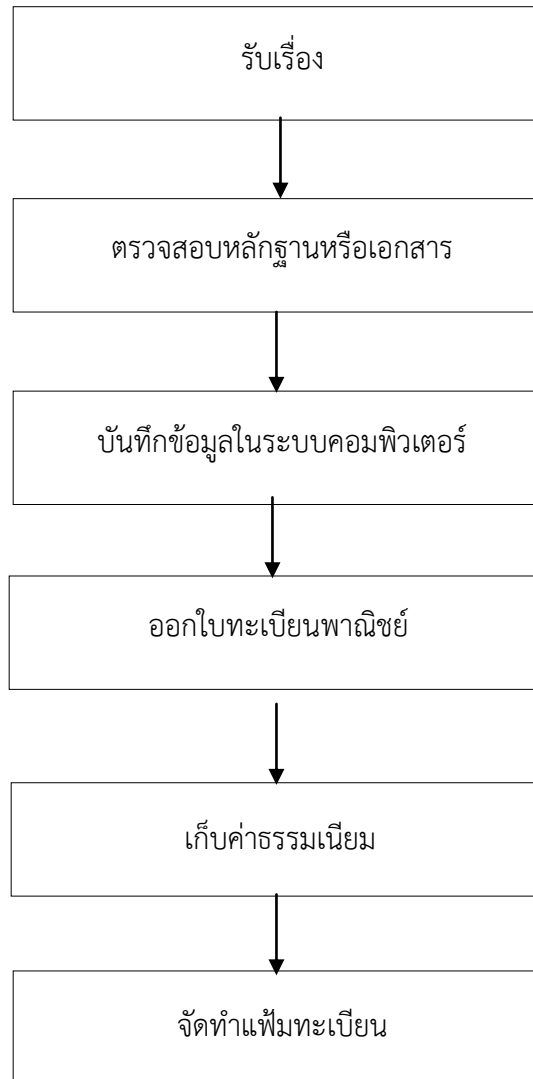 รับเรื่อง
ตรวจสอบหลักฐานหรือเอกสาร
บันทึกข้อมูลในระบบคอมพิวเตอร์
ออกใบทะเบียนพาณิชย์
เก็บค่าธรรมเนียม
จัดทำแฟ้มทะเบียน